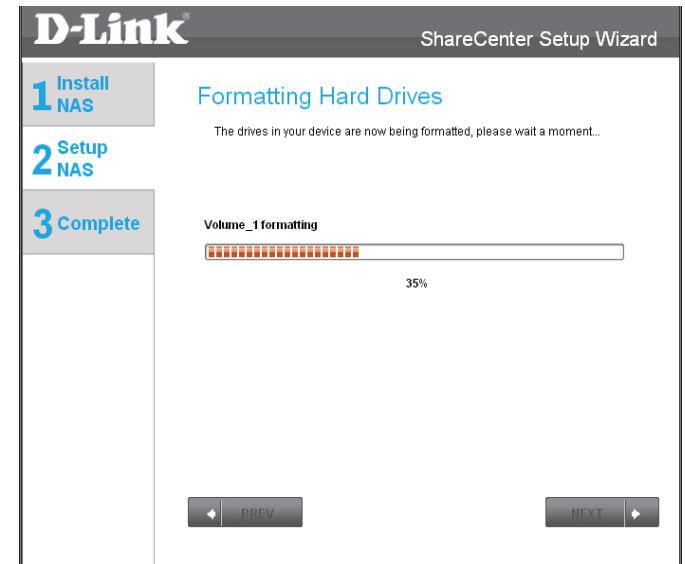 D-Link®
ShareCenter Setup Wizard
1 Install NAS
2 Setup NAS
3 Complete
Formatting Hard Drives
The drives in your device are now being formatted, please wait a moment...
Volume_1 formatting
35%
PREV
NEXT